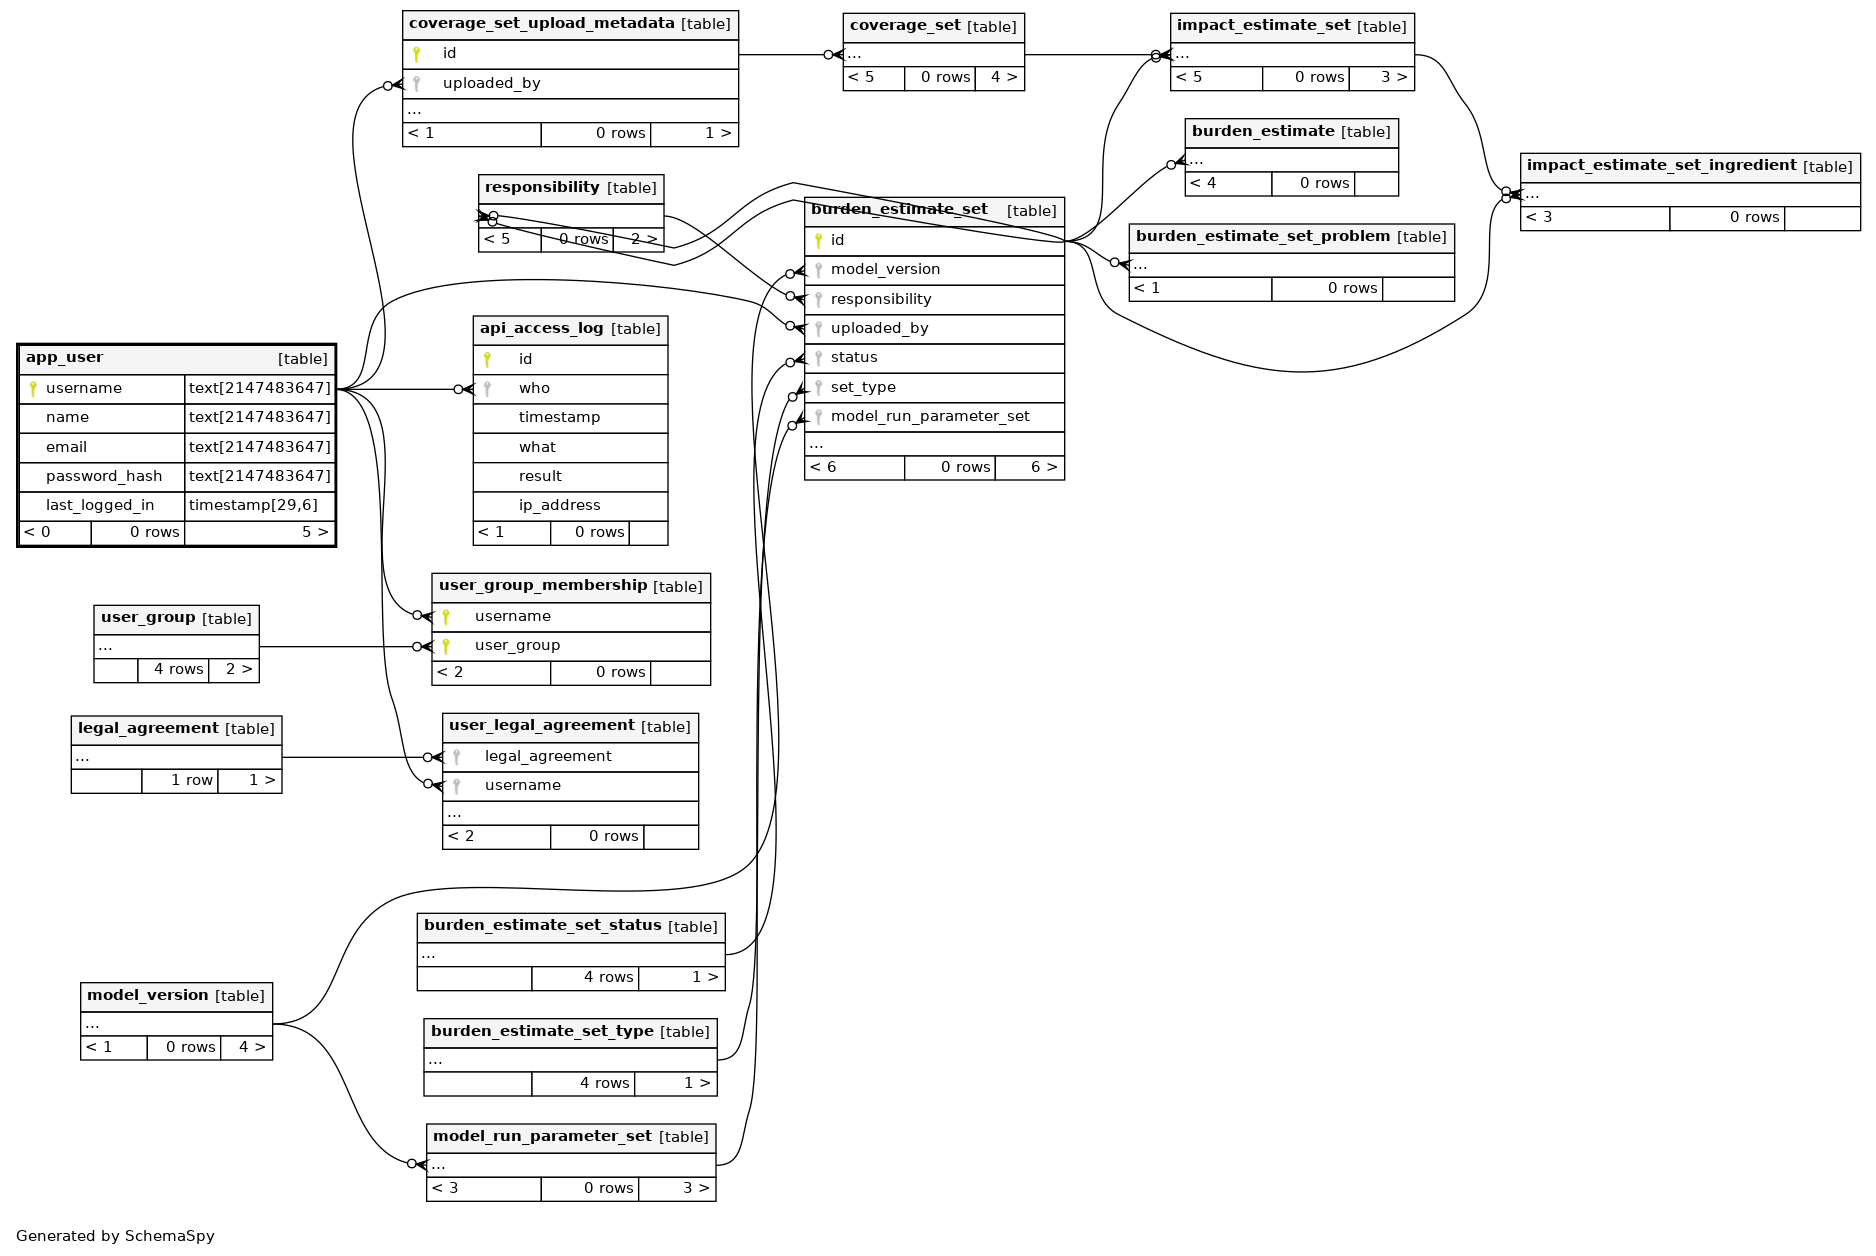 coverage_set_upload_metadata [table]
id
uploaded_by
...
< 1 0 rows 1 >
coverage_set [table]
...
< 5 0 rows 4 >
impact_estimate_set [table]
...
< 5 0 rows 3 >
burden_estimate [table]
...
< 4 0 rows
impact_estimate_set_ingredient [table]
...
< 3 0 rows
responsibility [table]
...
< 5 0 rows 2 >
burden_estimate_set [table]
id
model_version
responsibility
uploaded_by
status
set_type
model_run_parameter_set
...
< 6 0 rows 6 >
burden_estimate_set_problem [table]
...
< 1 0 rows
app_user [table]
username text[2147483647]
name text[2147483647]
email text[2147483647]
password_hash text[2147483647]
last_logged_in timestamp[29,6]
< 0 0 rows 5 >
api_access_log [table]
id
who
timestamp
what
result
ip_address
< 1 0 rows
user_group_membership [table]
username
user_group
< 2 0 rows
user_group [table]
...
4 rows 2 >
legal_agreement [table]
...
1 row 1 >
user_legal_agreement [table]
legal_agreement
username
...
< 2 0 rows
burden_estimate_set_status [table]
...
4 rows 1 >
model_version [table]
...
< 1 0 rows 4 >
burden_estimate_set_type [table]
...
4 rows 1 >
model_run_parameter_set [table]
...
< 3 0 rows 3 >
Generated by SchemaSpy